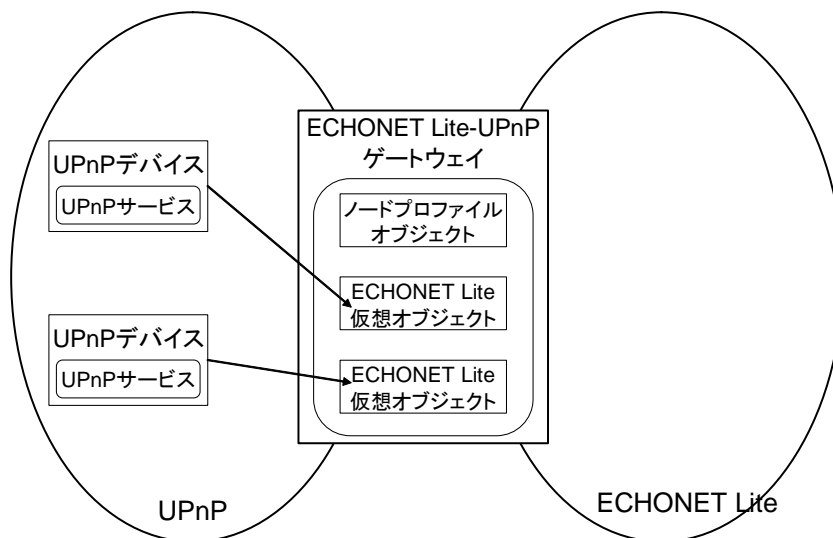 ECHONET Lite-UPnP
ゲートウェイ
UPnPデバイス
UPnPサービス
ノードプロファイル
オブジェクト
ECHONET Lite
仮想オブジェクト
UPnPデバイス
UPnPサービス
ECHONET Lite
仮想オブジェクト
UPnP
ECHONET Lite